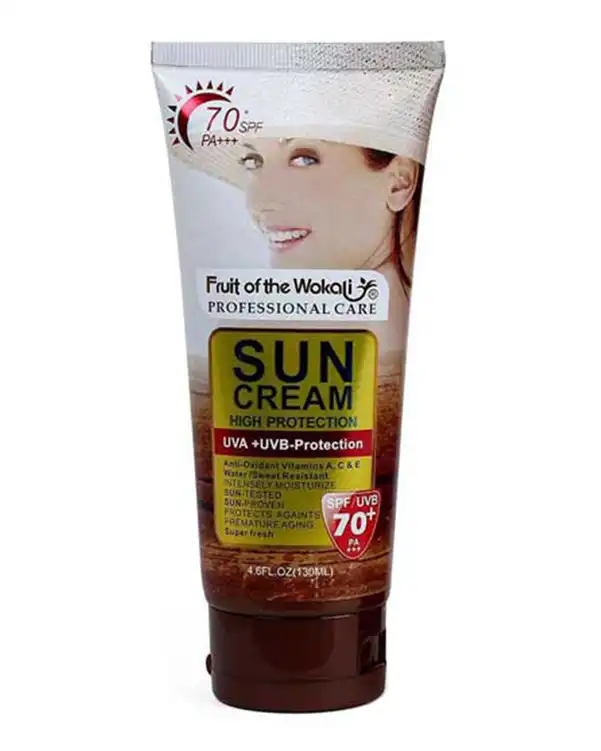 70+ SPF
PA+++
Fruit of the Wokali ®
PROFESSIONAL CARE
SUN
CREAM
HIGH PROTECTION
UVA +UVB-Protection
Anti-Oxidant Vitamins A, C & E
Water/Sweet Resistant
INTENSELY MOISTURIZE
SUN-TESTED
SUN-PROVEN
PROTECTS AGAINTS
PREMATURE AGING
Super fresh
SPF/UVB
70+
PA
+++
4.6FL.OZ(130ML)